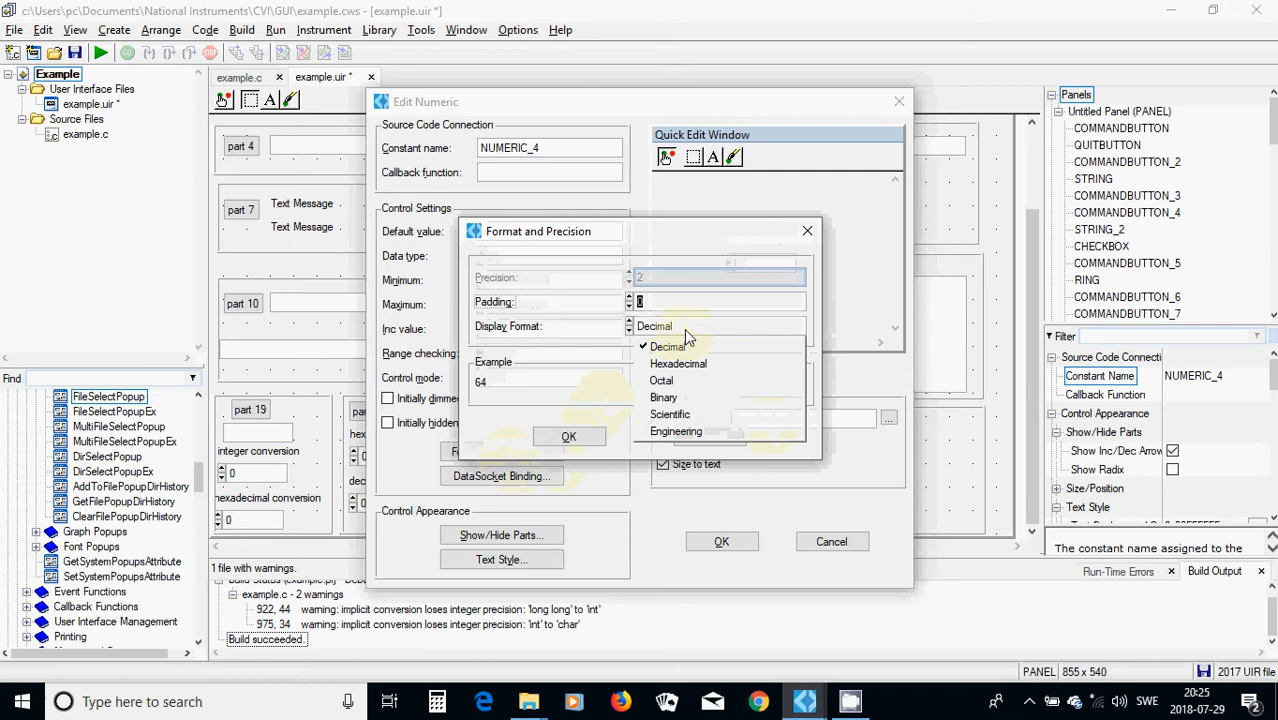 c:\Users\pc\Documents\National Instruments\CVI\GUI\example.cws - [example.uir *]
File Edit View Create Arrange Code Build Run Instrument Library Tools Window Options Help
Example
User Interface Files
example.uir *
Source Files
example.c
example.c example.uir *
part 4
part 7
Text Message
Text Message
part 10
part 19
integer conversion
0
hexadecimal conversion
0
Edit Numeric
Source Code Connection
Constant name: NUMERIC_4
Callback function:
Control Settings
Default value:
Data type:
Minimum:
Maximum:
Inc value:
Range checking:
Control mode:
Initially dimmed
Initially hidden
DataSocket Binding...
Control Appearance
Show/Hide Parts...
Text Style...
Quick Edit Window
Size to text
OK Cancel
Format and Precision
Precision: 2
Padding: 0
Display Format: Decimal
Example
64
OK
Decimal
Hexadecimal
Octal
Binary
Scientific
Engineering
Panels
Untitled Panel (PANEL)
COMMANDBUTTON
QUITBUTTON
COMMANDBUTTON_2
STRING
COMMANDBUTTON_3
COMMANDBUTTON_4
STRING_2
CHECKBOX
RING
COMMANDBUTTON_5
COMMANDBUTTON_6
Filter
Source Code Connecti
Constant Name NUMERIC_4
Control Appearance
Show/Hide Parts
Show Inc/Dec Arrow
Show Radix
Size/Position
Text Style
The constant name assigned to the
Find
FileSelectPopup
FileSelectPopupEx
MultiFileSelectPopup
MultiFileSelectPopupEx
DirSelectPopup
DirSelectPopupEx
AddToFilePopupDirHistory
GetFilePopupDirHistory
ClearFilePopupDirHistory
Graph Popups
Font Popups
GetSystemPopupsAttribute
SetSystemPopupsAttribute
Event Functions
Callback Functions
User Interface Management
Printing
1 file with warnings.
Run-Time Errors Build Output
example.c - 2 warnings
922, 44 warning: implicit conversion loses integer precision: 'long long' to 'int'
975, 34 warning: implicit conversion loses integer precision: 'int' to 'char'
Build succeeded.
PANEL 855 x 540 2017 UIR
Type here to search
SWE
20:25
2018-07-29
2